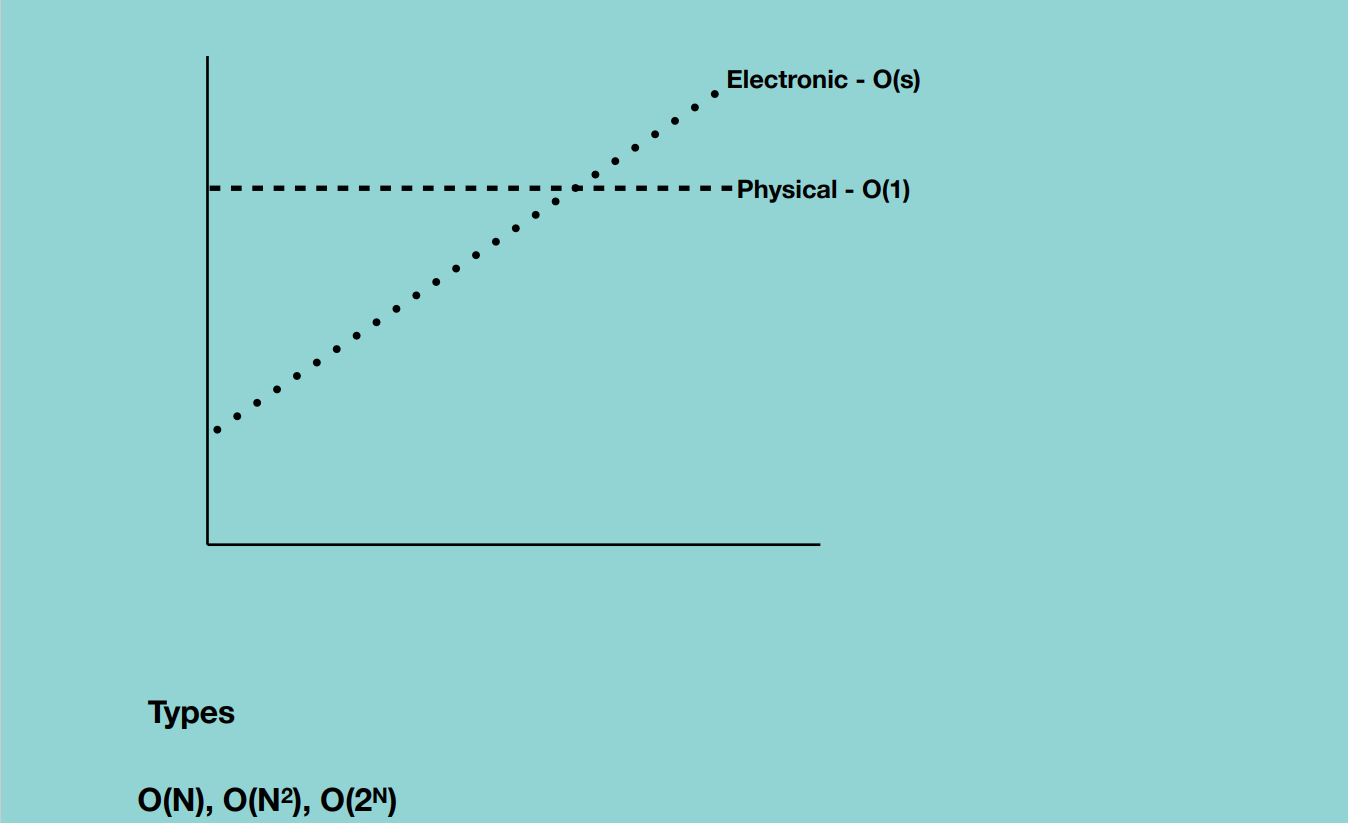 Electronic - O(s)
Physical - O(1)
Types
O(N), O(N²), O(2ᴺ)